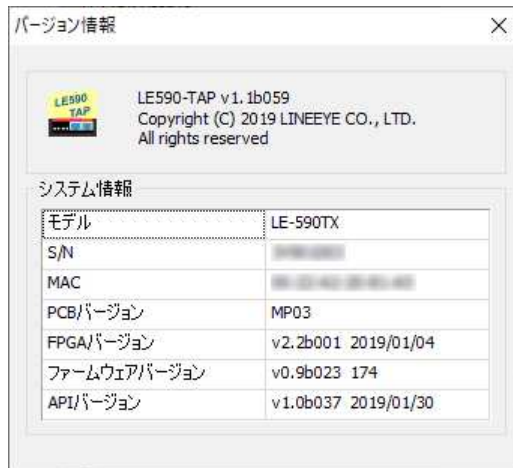 バージョン情報
LE590
TAP
LE590-TAP v1.1b059
Copyright (C) 2019 LINEEYE CO., LTD.
All rights reserved
システム情報
モデル LE-590TX
S/N
MAC
PCBバージョン MP03
FPGAバージョン v2.2b001 2019/01/04
ファームウェアバージョン v0.9b023 174
APIバージョン v1.0b037 2019/01/30